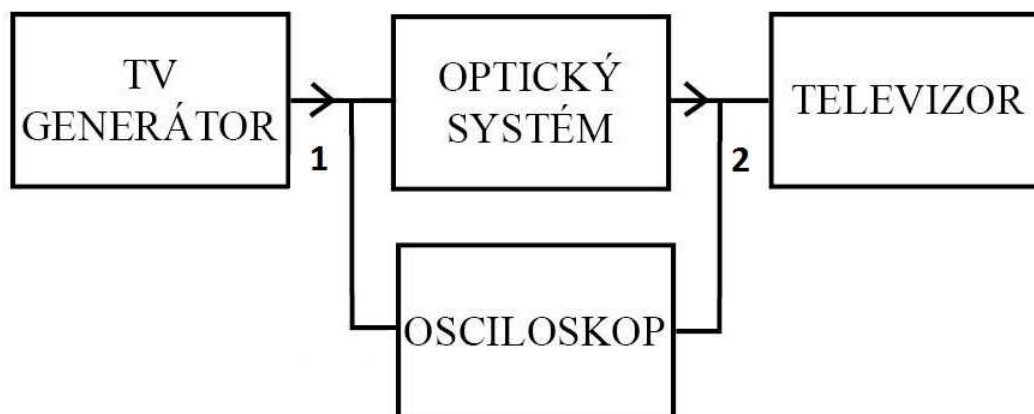 TV
GENERÁTOR
OPTICKÝ
SYSTÉM
TELEVIZOR
1
2
OSCILOSKOP